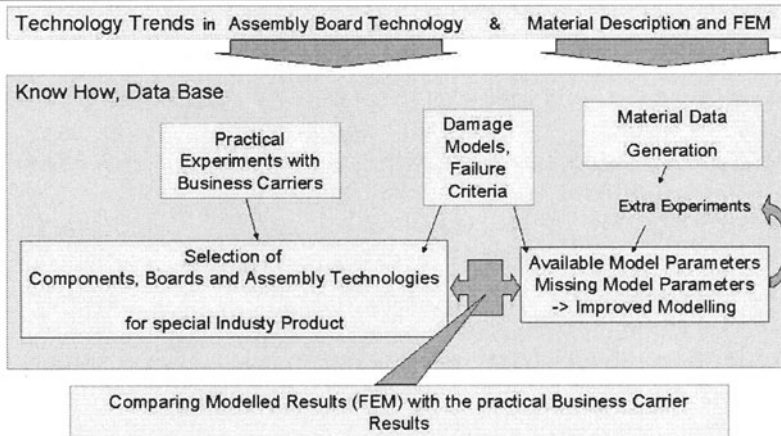 Technology Trends in Assembly Board Technology & Material Description and FEM
Know How, Data Base
Practical
Experiments with
Business Carriers
Damage
Models,
Failure
Criteria
Material Data
Generation
Extra Experiments
Selection of
Components, Boards and Assembly Technologies
for special Industy Product
Available Model Parameters
Missing Model Parameters
-> Improved Modelling
Comparing Modelled Results (FEM) with the practical Business Carrier
Results